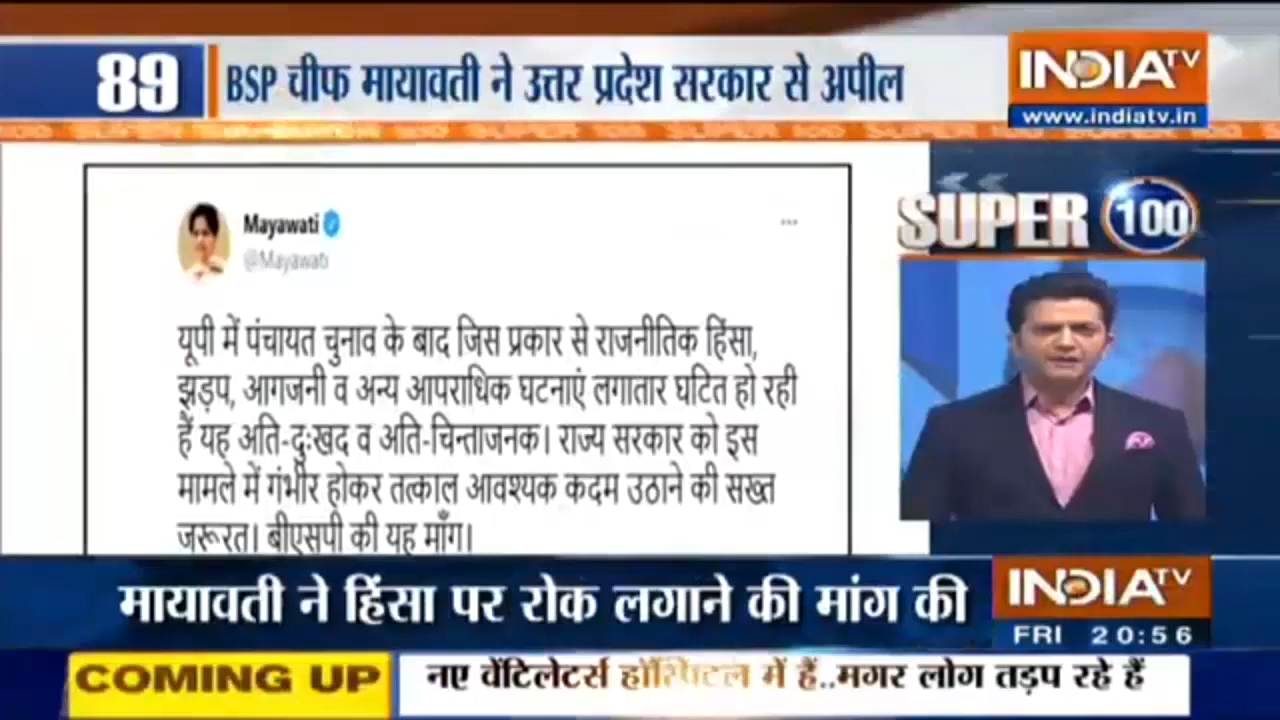 89
BSP चीफ मायावती ने उत्तर प्रदेश सरकार से अपील
INDIA TV
www.indiatv.in
SUPER 100
Mayawati
@Mayawati
यूपी में पंचायत चुनाव के बाद जिस प्रकार से राजनीतिक हिंसा,
झड़प, आगजनी व अन्य आपराधिक घटनाएं लगातार घटित हो रही
हैं यह अति-दुःखद व अति-चिन्ताजनक। राज्य सरकार को इस
मामले में गंभीर होकर तत्काल आवश्यक कदम उठाने की सख्त
जरूरत। बीएसपी की यह माँग।
मायावती ने हिंसा पर रोक लगाने की मांग की
INDIA TV
FRI 20:56
COMING UP
नए वेंटिलेटर्स हॉस्पिटल में हैं..मगर लोग तड़प रहे हैं